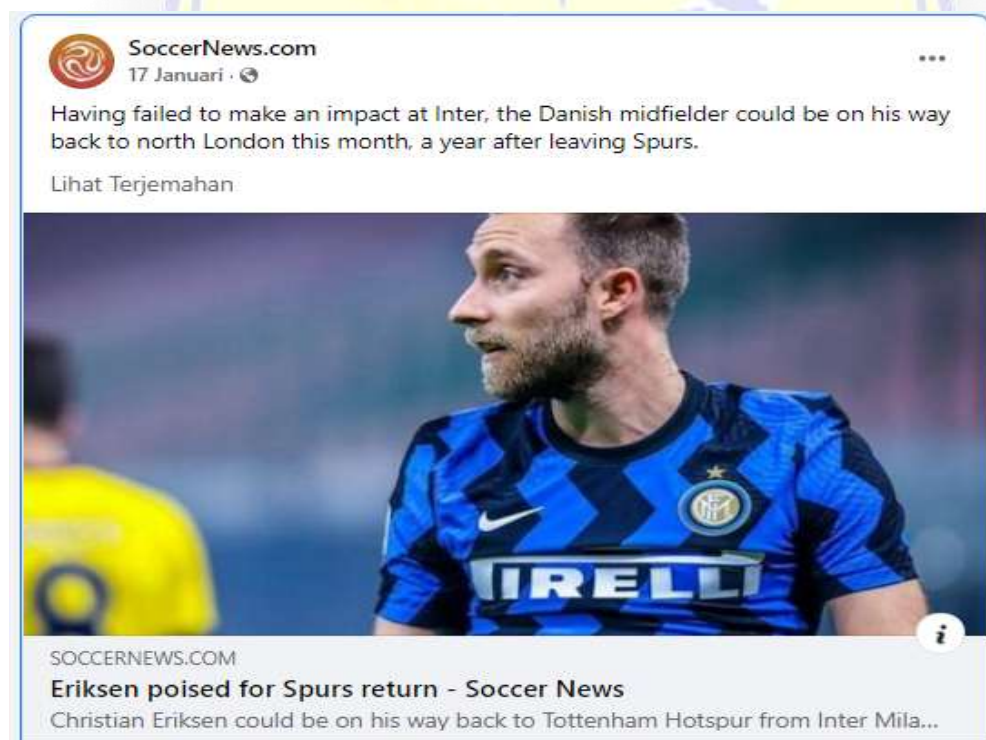 SoccerNews.com
17 Januari ·
Having failed to make an impact at Inter, the Danish midfielder could be on his way
back to north London this month, a year after leaving Spurs.
Lihat Terjemahan
IRELLI
8
i
SOCCERNEWS.COM
Eriksen poised for Spurs return - Soccer News
Christian Eriksen could be on his way back to Tottenham Hotspur from Inter Mila...